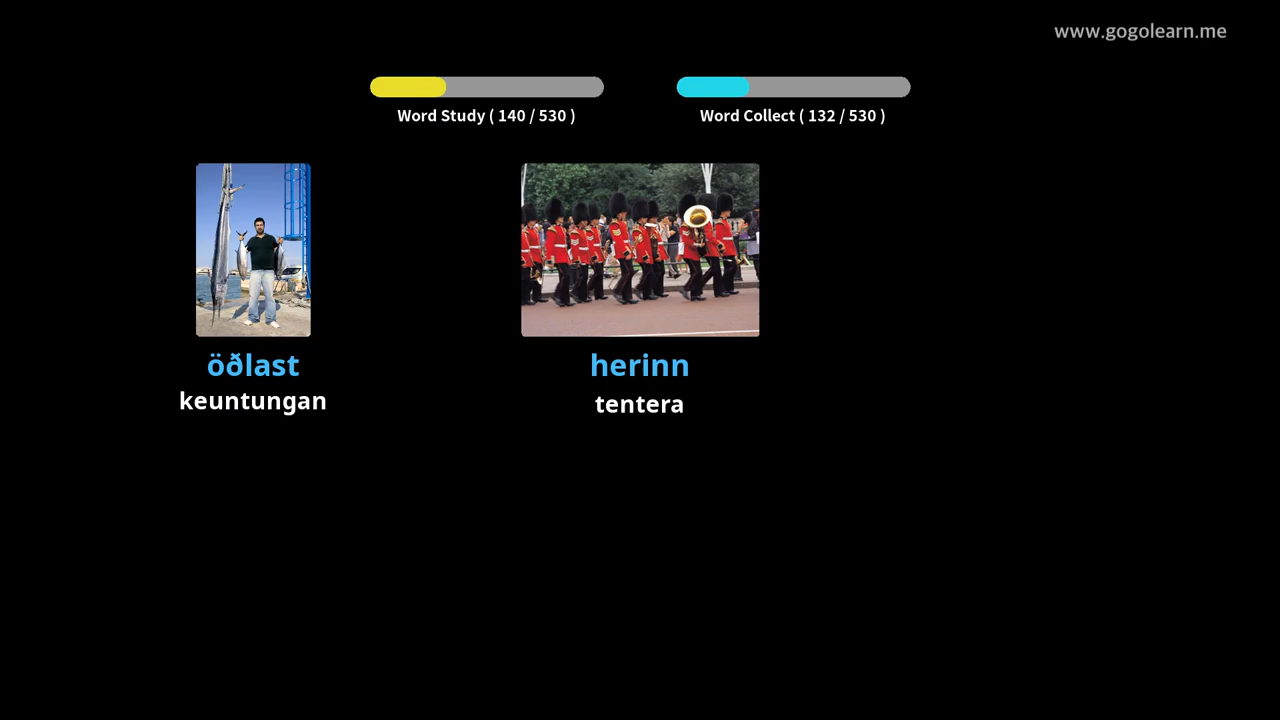 www.gogolearn.me
Word Study ( 140 / 530 )
Word Collect ( 132 / 530 )
öðlast
keuntungan
herinn
tentera